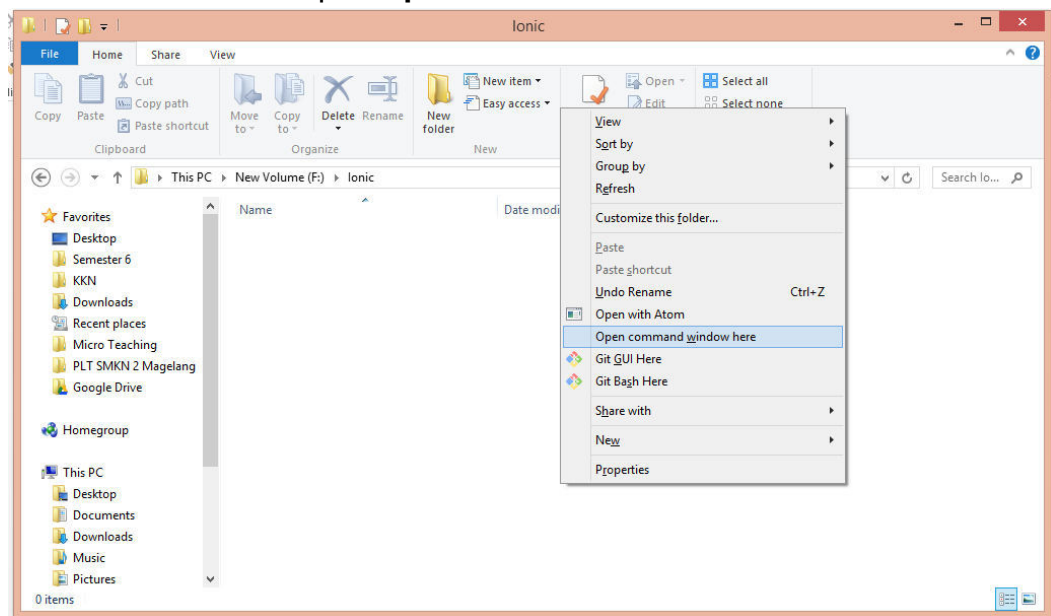 Ionic
File Home Share View
Copy
Paste
Cut
Copy path
Paste shortcut
Clipboard
Move to
Copy to
Delete
Rename
Organize
New folder
New item
Easy access
New
Open
Edit
Select all
Select none
This PC New Volume (F:) Ionic
Search Io...
Name
Date modi
Favorites
Desktop
Semester 6
KKN
Downloads
Recent places
Micro Teaching
PLT SMKN 2 Magelang
Google Drive
Homegroup
This PC
Desktop
Documents
Downloads
Music
Pictures
0 items
View
Sort by
Group by
Refresh
Customize this folder...
Paste
Paste shortcut
Undo Rename Ctrl+Z
Open with Atom
Open command window here
Git GUI Here
Git Bash Here
Share with
New
Properties